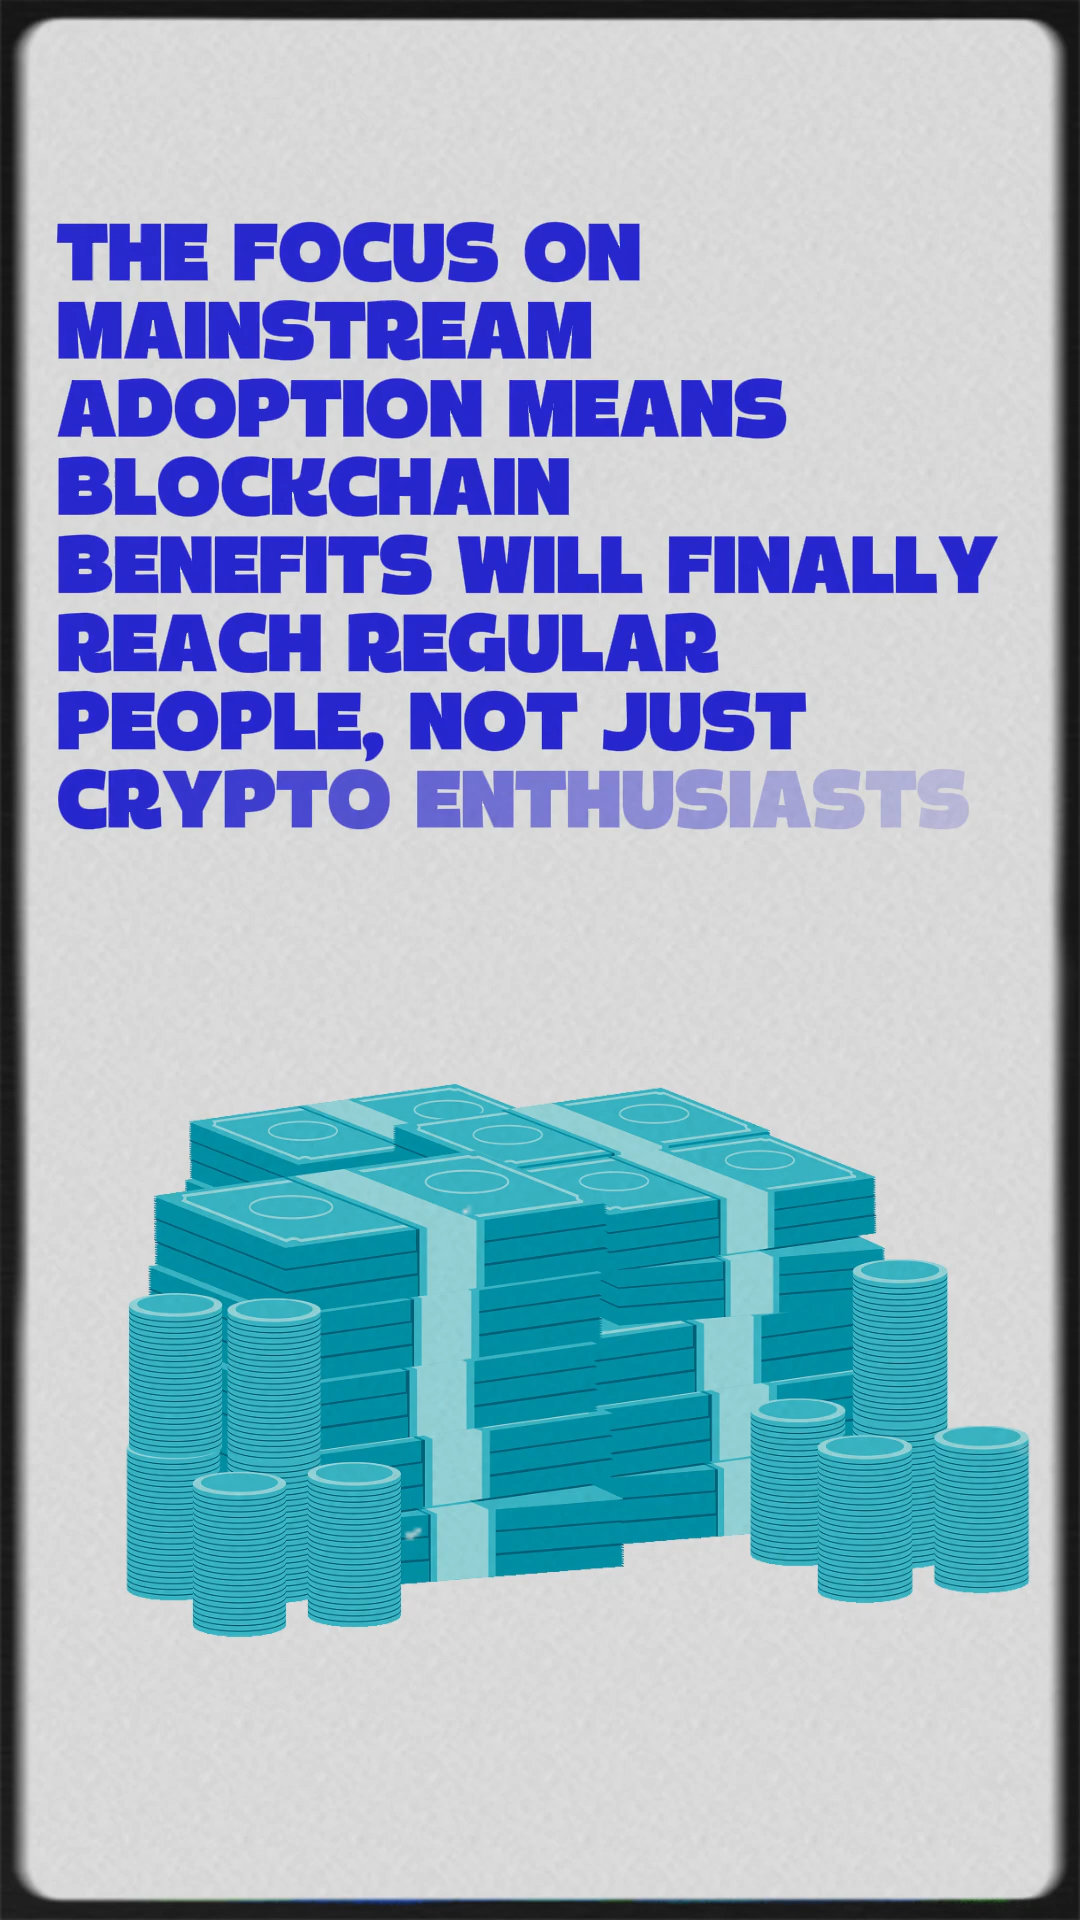 THE FOCUS ON
MAINSTREAM
ADOPTION MEANS
BLOCKCHAIN
BENEFITS WILL FINALLY
REACH REGULAR
PEOPLE, NOT JUST
CRYPTO ENTHUSIASTS